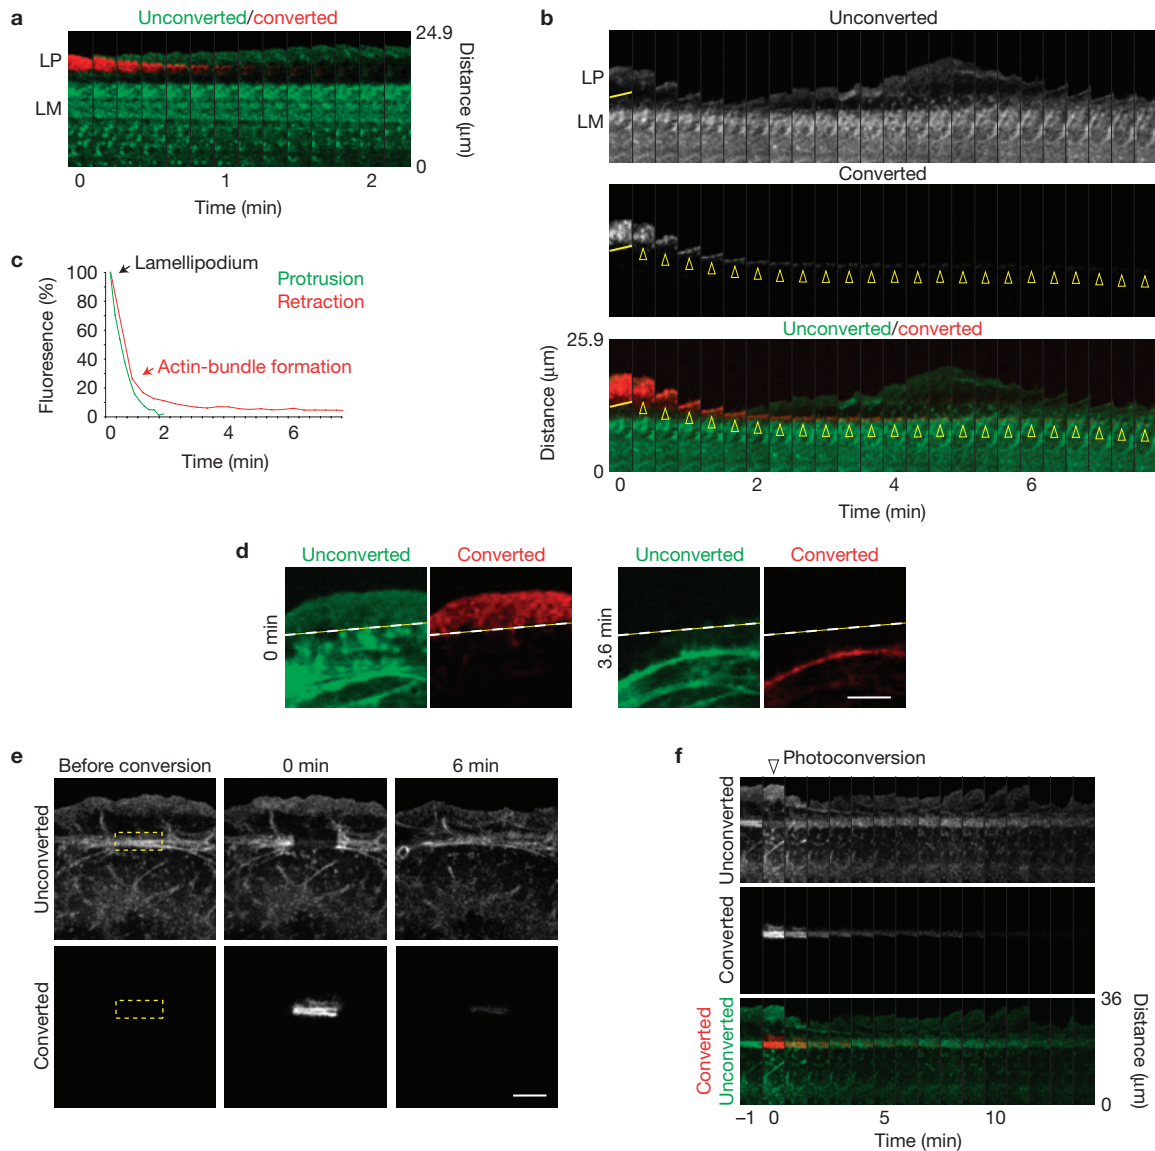 a
Unconverted/converted
LP
LM
24.9
Distance (μm)
0
0 1 2
Time (min)
b
Unconverted
LP
LM
Converted
Unconverted/converted
25.9
Distance (μm)
0
0 2 4 6
Time (min)
c
Lamellipodium
Protrusion
Retraction
Actin-bundle formation
Fluoresence (%)
100
80
60
40
20
0
0 2 4 6
Time (min)
d
Unconverted Converted Unconverted Converted
0 min
3.6 min
e
Before conversion 0 min 6 min
Unconverted
Converted
f
Photoconversion
Unconverted
Converted
Converted
Unconverted
36
Distance (μm)
0
−1 0 5 10
Time (min)